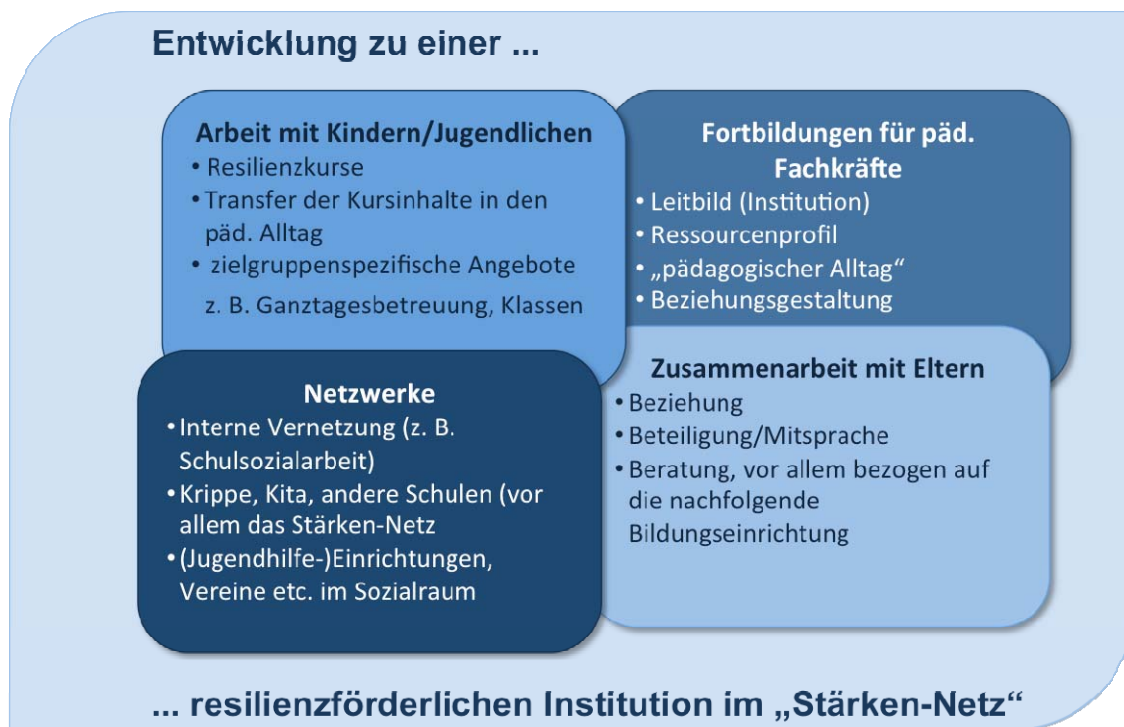 Entwicklung zu einer ...
Arbeit mit Kindern/Jugendlichen
• Resilienzkurse
• Transfer der Kursinhalte in den
päd. Alltag
• zielgruppenspezifische Angebote
z. B. Ganztagesbetreuung, Klassen
Fortbildungen für päd.
Fachkräfte
• Leitbild (Institution)
• Ressourcenprofil
• „pädagogischer Alltag“
• Beziehungsgestaltung
Netzwerke
• Interne Vernetzung (z. B.
Schulsozialarbeit)
• Krippe, Kita, andere Schulen (vor
allem das Stärken-Netz
• (Jugendhilfe-)Einrichtungen,
Vereine etc. im Sozialraum
Zusammenarbeit mit Eltern
• Beziehung
• Beteiligung/Mitsprache
• Beratung, vor allem bezogen auf
die nachfolgende
Bildungseinrichtung
... resilienzförderlichen Institution im „Stärken-Netz“